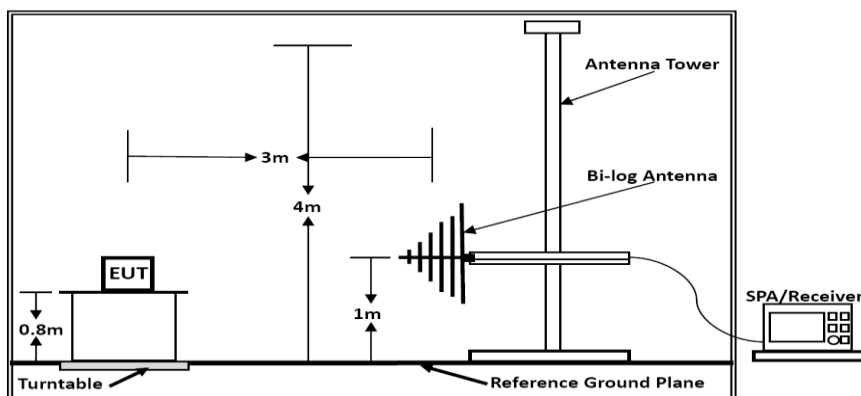 Antenna Tower
3m
Bi-log Antenna
4m
EUT
SPA/Receiver
0.8m
1m
Turntable
Reference Ground Plane